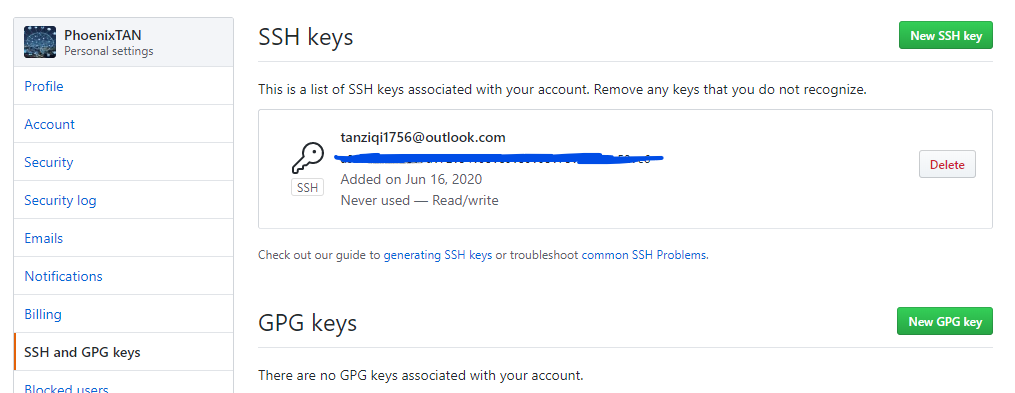 PhoenixTAN
Personal settings
Profile
Account
Security
Security log
Emails
Notifications
Billing
SSH and GPG keys
Blocked users
SSH keys
New SSH key
This is a list of SSH keys associated with your account. Remove any keys that you do not recognize.
SSH
tanziqi1756@outlook.com
Added on Jun 16, 2020
Never used — Read/write
Delete
Check out our guide to generating SSH keys or troubleshoot common SSH Problems.
GPG keys
New GPG key
There are no GPG keys associated with your account.